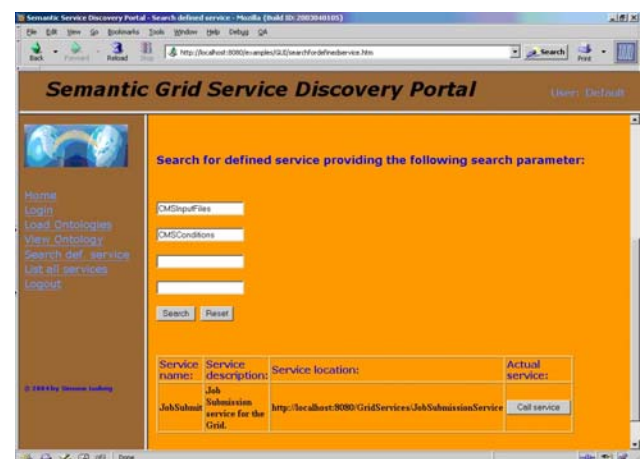 Semantic Service Discovery Portal - Search defined service - Mozilla {Build ID: 2003040105}
File Edit View Go Bookmarks Tools Window Help Debug QA
Back Forward Reload Stop http://localhost:8080/examples/GUI/searchfordefinedservice.htm Search Print
Semantic Grid Service Discovery Portal
User: Default
Search for defined service providing the following search parameter:
Home
Login
Load Ontologies
View Ontology
Search def. service
List all services
Logout
CMSInputFiles
CMSConditions
Search Reset
Service name: Service description: Service location: Actual service:
JobSubmit Job Submission service for the Grid. http://localhost:8080/GridServices/JobSubmissionService Call service
© 2004 by Simone Ludwig
Done